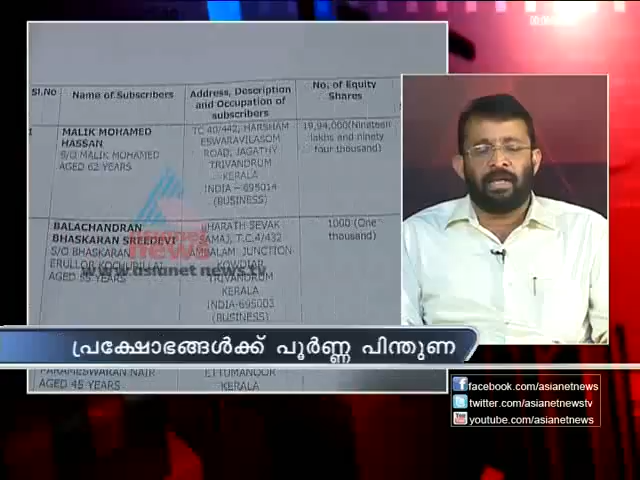 Sl.No
Name of Subscribers
Address, Description
and Occupation of
subscribers
No. of Equity
Shares
1
MALIK MOHAMED
HASSAN
S/O MALIK MOHAMED
AGED 62 YEARS
TC 40/442, HARSHAM
ESWARAVILASOM
ROAD, JAGATHY
TRIVANDRUM
KERALA
INDIA – 695014
(BUSINESS)
19,94,000(Nineteen
lakhs and ninety
four thousand)
BALACHANDRAN
BHASKARAN SREEDEVI
S/O BHASKARAN
ERULLOR KOCHUPILLAI
AGED 55 YEARS
BHARATH SEVAK
SAMAJ, T.C.4/432
AMBALAM JUNCTION
KOWDIAR
TRIVANDRUM
KERALA
INDIA-695003
(BUSINESS)
1000 (One
thousand)
asianet
news
www.asianetnews.tv
പ്രക്ഷോഭങ്ങൾക്ക് പൂർണ്ണ പിന്തുണ
PARAMESWARAN NAIR
AGED 45 YEARS
ETTUMANOOR
KERALA
facebook.com/asianetnews
twitter.com/asianetnewstv
youtube.com/asianetnews